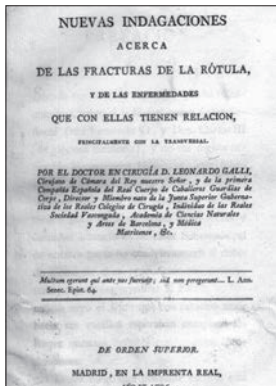 NUEVAS INDAGACIONES
ACERCA
DE LAS FRACTURAS DE LA RÓTULA,
Y DE LAS ENFERMEDADES
QUE CON ELLAS TIENEN RELACION,
PRINCIPALMENTE CON LA TRANSVERSAL.
POR EL DOCTOR EN CIRUGÍA D. LEONARDO GALLI,
Cirujano de Cámara del Rey nuestro Señor, y de la primera
Compañía Española del Real Cuerpo de Caballeros Guardias de
Corps, Director y Miembro nato de la Junta Superior Guberna-
tiva de los Reales Colegios de Cirugía, Individuo de las Reales
Sociedad Vascongada, Academia de Ciencias Naturales
y Artes de Barcelona, y Médica
Matritense, &c.
Multum egerunt qui ante nos fuerunt, sed non peregerunt... L. Ann.
Senec. Epist. 64.
DE ORDEN SUPERIOR.
MADRID, EN LA IMPRENTA REAL,